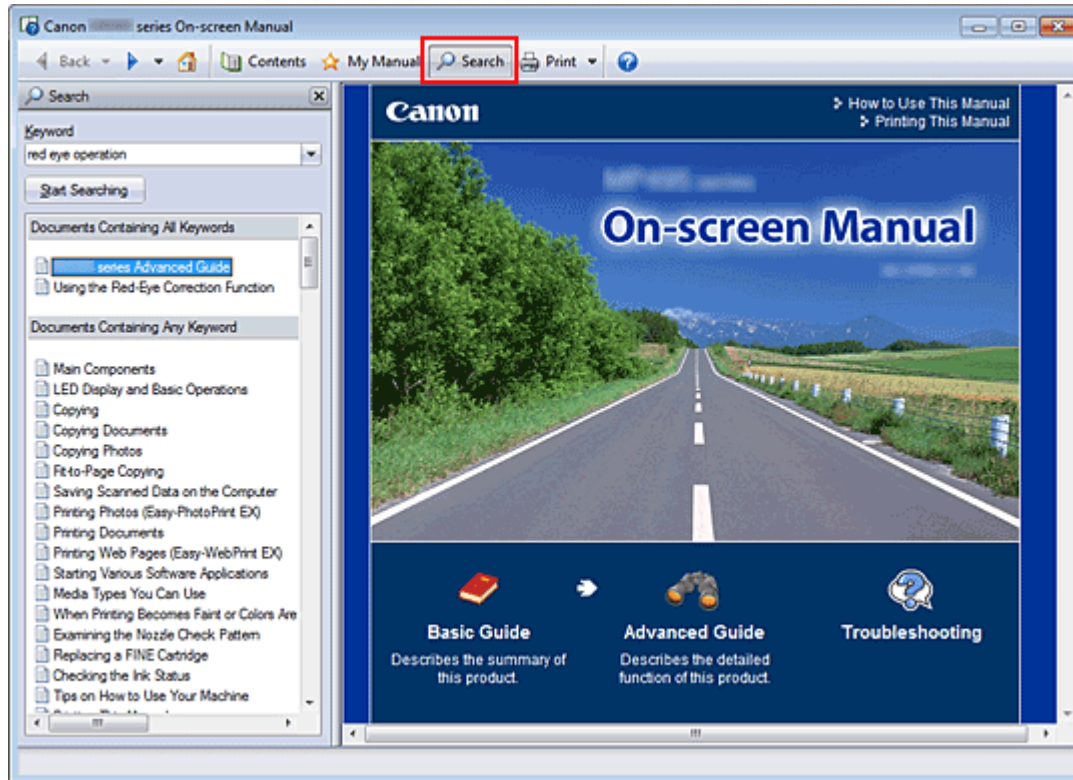 Canon series On-screen Manual
Back
Contents
My Manual
Search
Print
Search
Keyword
red eye operation
Start Searching
Documents Containing All Keywords
series Advanced Guide
Using the Red-Eye Correction Function
Documents Containing Any Keyword
Main Components
LED Display and Basic Operations
Copying
Copying Documents
Copying Photos
Fit-to-Page Copying
Saving Scanned Data on the Computer
Printing Photos (Easy-PhotoPrint EX)
Printing Documents
Printing Web Pages (Easy-WebPrint EX)
Starting Various Software Applications
Media Types You Can Use
When Printing Becomes Faint or Colors Are
Examining the Nozzle Check Pattern
Replacing a FINE Cartridge
Checking the Ink Status
Tips on How to Use Your Machine
Canon
How to Use This Manual
Printing This Manual
series
On-screen Manual
Basic Guide
Describes the summary of
this product.
Advanced Guide
Describes the detailed
function of this product.
Troubleshooting